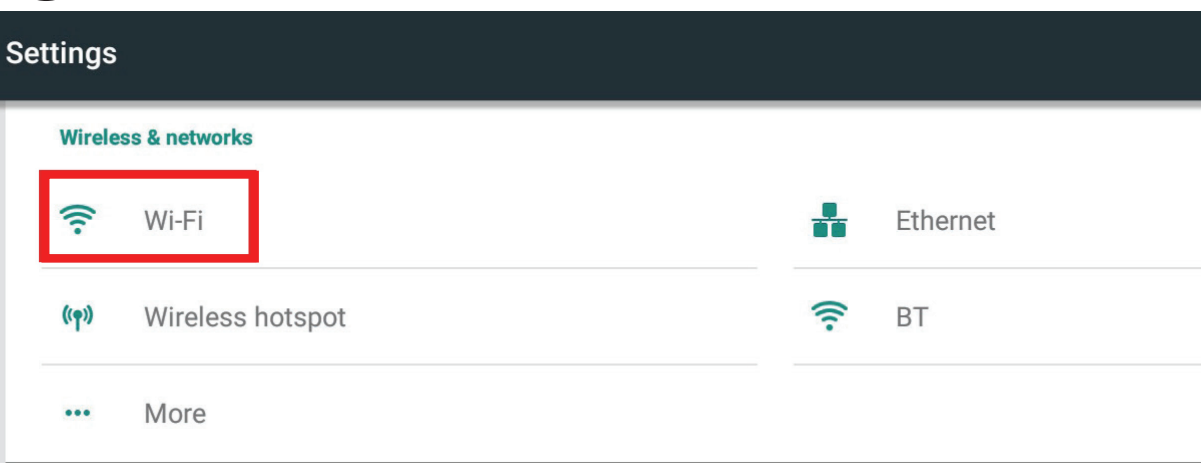 Settings
Wireless & networks
Wi-Fi
Ethernet
Wireless hotspot
BT
More